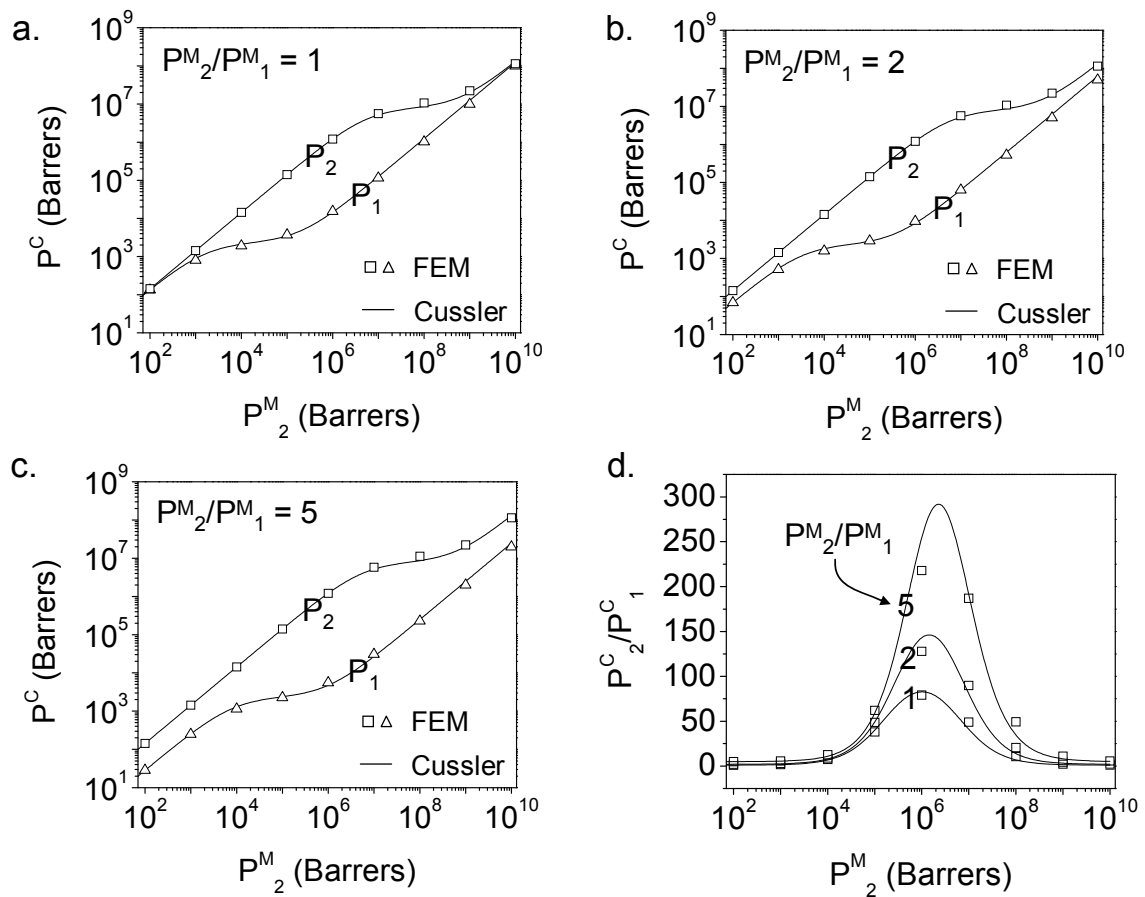 a.
P^M_2/P^M_1 = 1
P^C (Barrers)
10^9
10^7
10^5
10^3
10^1
P_2
P_1
□ △ FEM
— Cussler
10^2 10^4 10^6 10^8 10^10
P^M_2 (Barrers)
b.
P^M_2/P^M_1 = 2
P^C (Barrers)
10^9
10^7
10^5
10^3
10^1
P_2
P_1
□ △ FEM
— Cussler
10^2 10^4 10^6 10^8 10^10
P^M_2 (Barrers)
c.
P^M_2/P^M_1 = 5
P^C (Barrers)
10^9
10^7
10^5
10^3
10^1
P_2
P_1
□ △ FEM
— Cussler
10^2 10^4 10^6 10^8 10^10
P^M_2 (Barrers)
d.
P^C_2/P^C_1
300
250
200
150
100
50
0
P^M_2/P^M_1
5
2
1
10^2 10^4 10^6 10^8 10^10
P^M_2 (Barrers)